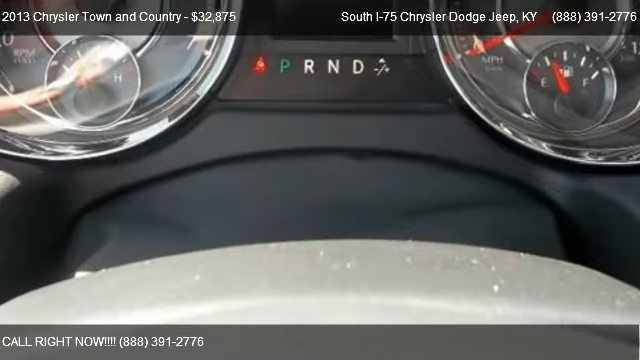 2013 Chrysler Town and Country - $32,875
South I-75 Chrysler Dodge Jeep, KY (888) 391-2776
RPM
MPH
H
P R N D
E F
CALL RIGHT NOW!!!! (888) 391-2776